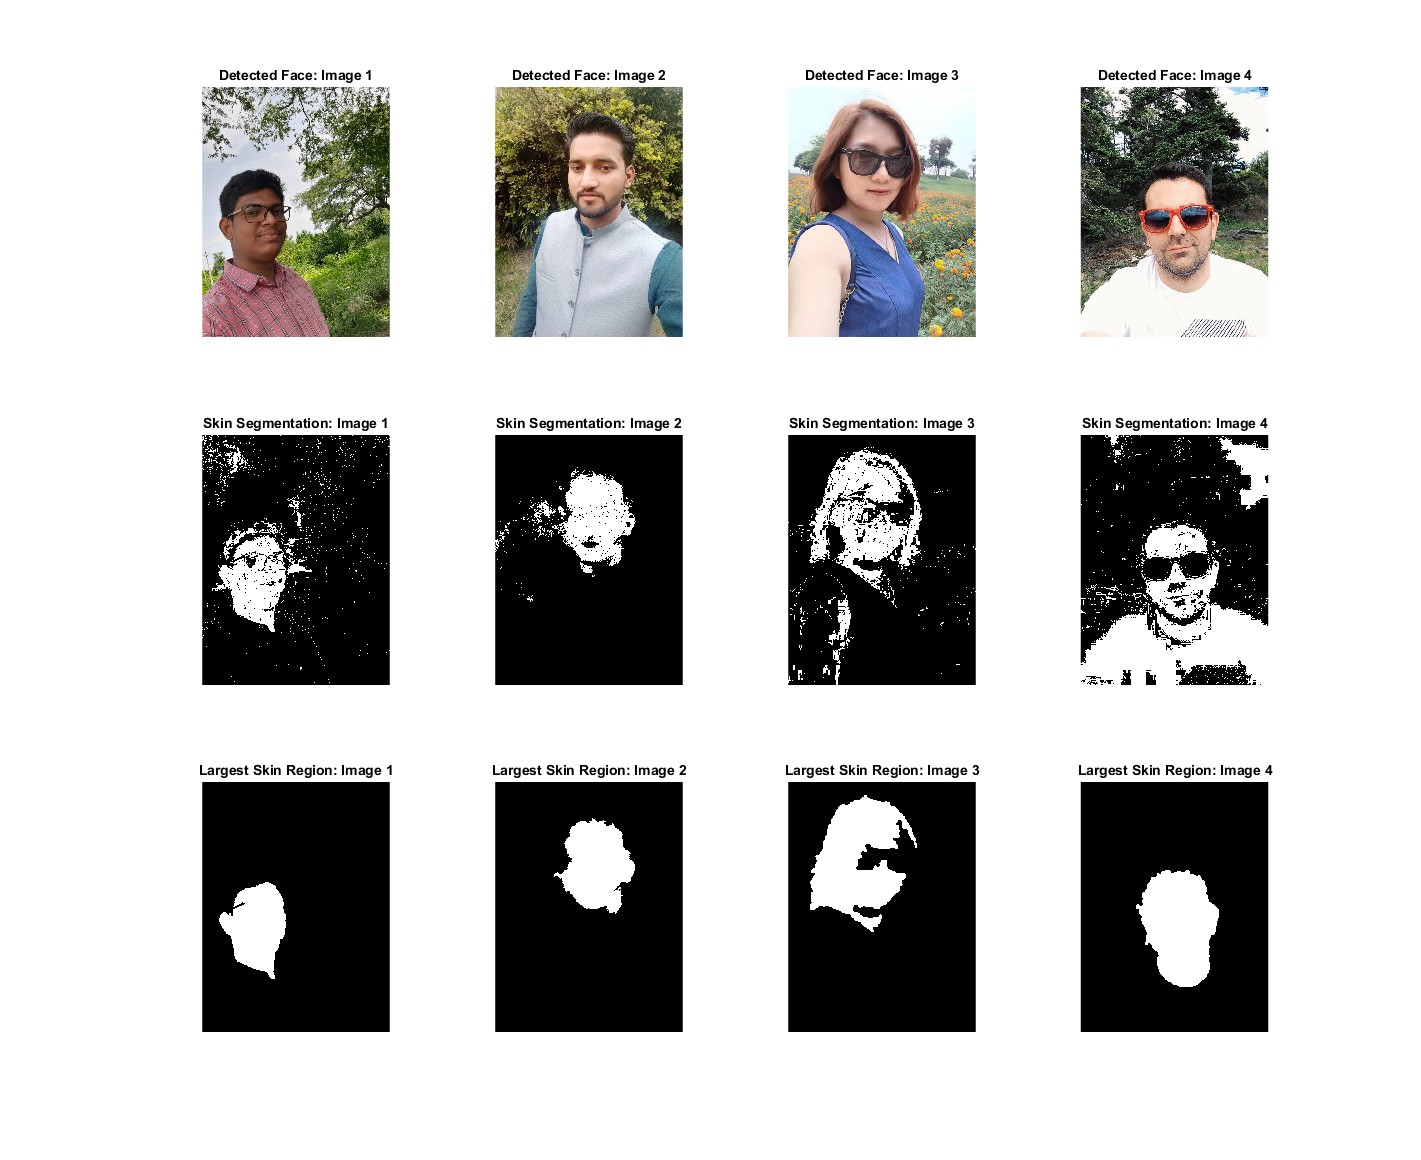 Detected Face: Image 1
Detected Face: Image 2
Detected Face: Image 3
Detected Face: Image 4
Skin Segmentation: Image 1
Skin Segmentation: Image 2
Skin Segmentation: Image 3
Skin Segmentation: Image 4
Largest Skin Region: Image 1
Largest Skin Region: Image 2
Largest Skin Region: Image 3
Largest Skin Region: Image 4